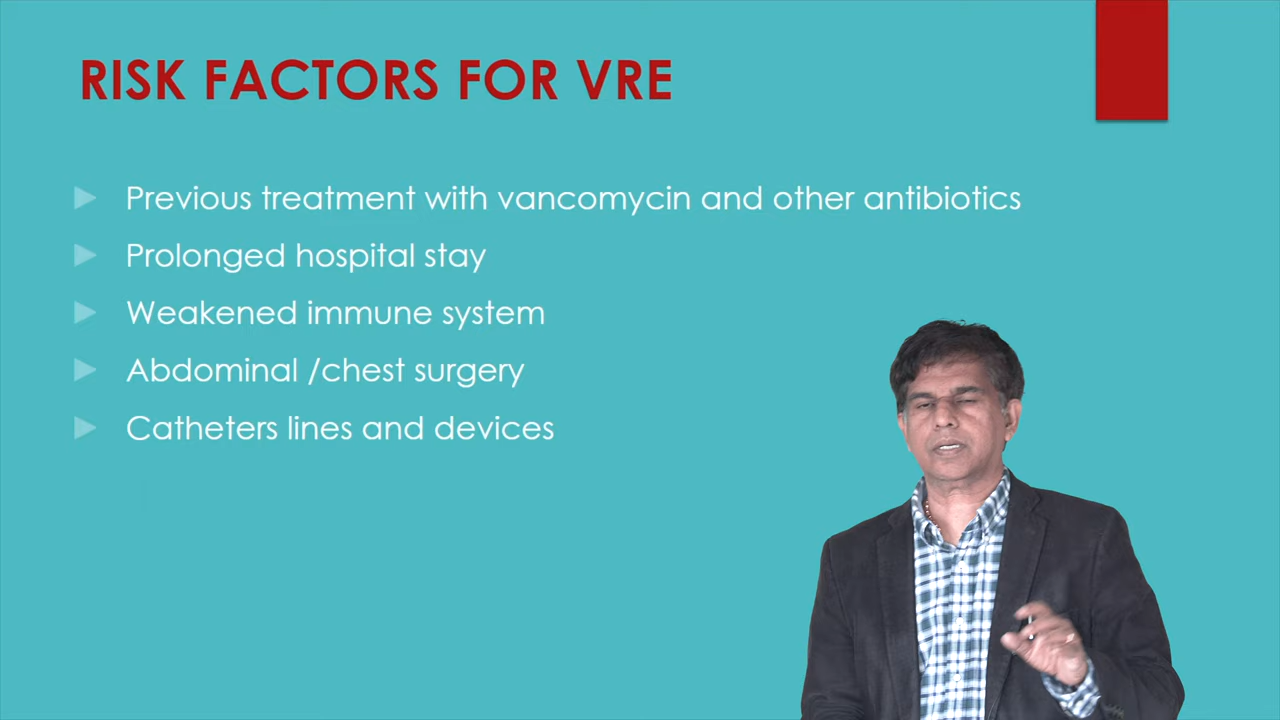 RISK FACTORS FOR VRE
Previous treatment with vancomycin and other antibiotics
Prolonged hospital stay
Weakened immune system
Abdominal /chest surgery
Catheters lines and devices